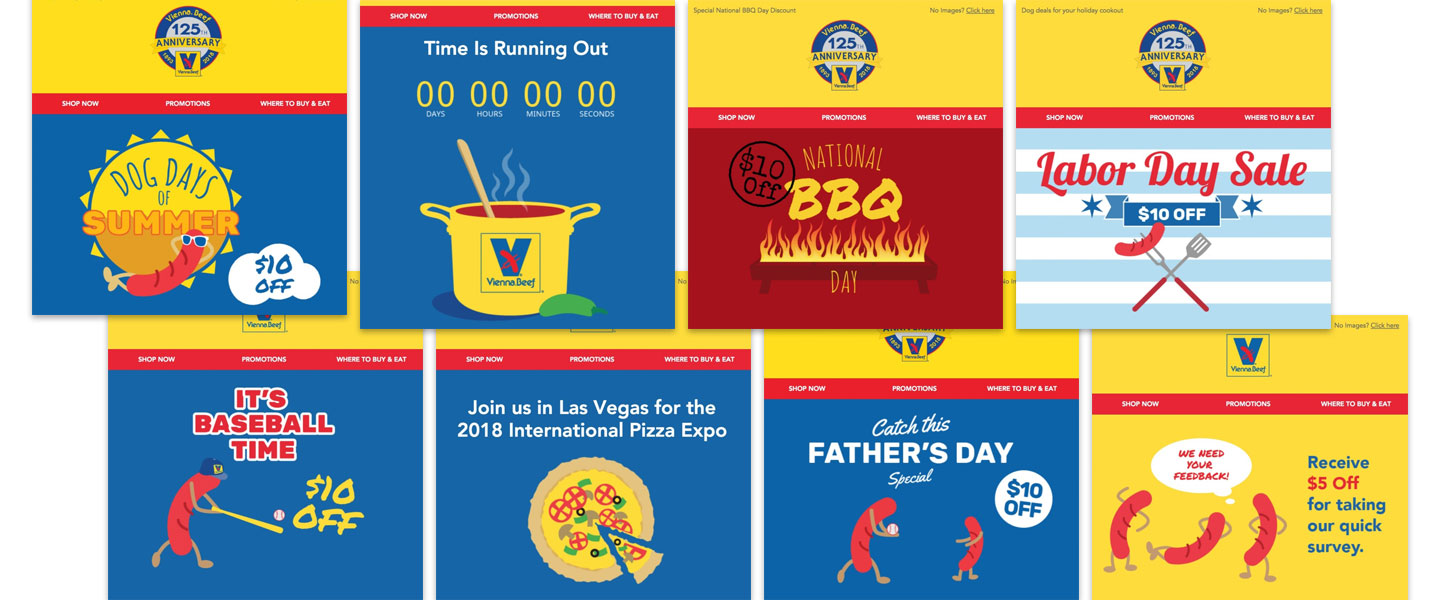 Vienna Beef
125TH
ANNIVERSARY
1893 2018
Vienna Beef
SHOP NOW PROMOTIONS WHERE TO BUY & EAT
DOG DAYS
OF
SUMMER
$10
OFF
SHOP NOW PROMOTIONS WHERE TO BUY & EAT
Time Is Running Out
00 00 00 00
DAYS HOURS MINUTES SECONDS
Vienna Beef
Special National BBQ Day Discount No Images? Click here
Vienna Beef
125TH
ANNIVERSARY
1893 2018
Vienna Beef
SHOP NOW PROMOTIONS WHERE TO BUY & EAT
$10
Off
NATIONAL
BBQ
DAY
Dog deals for your holiday cookout No Images? Click here
Vienna Beef
125TH
ANNIVERSARY
1893 2018
Vienna Beef
SHOP NOW PROMOTIONS WHERE TO BUY & EAT
Labor Day Sale
$10 OFF
No
Vienna Beef
SHOP NOW PROMOTIONS WHERE TO BUY & EAT
IT'S
BASEBALL
TIME
$10
OFF
No
SHOP NOW PROMOTIONS WHERE TO BUY & EAT
Join us in Las Vegas for the
2018 International Pizza Expo
ANNIVERSARY
1893 2018
Vienna Beef
SHOP NOW PROMOTIONS WHERE TO BUY & EAT
Catch this
FATHER'S DAY
Special
$10
OFF
No Images? Click here
Vienna Beef
SHOP NOW PROMOTIONS WHERE TO BUY & EAT
WE NEED
YOUR
FEEDBACK!
Receive
$5 Off
for taking
our quick
survey.